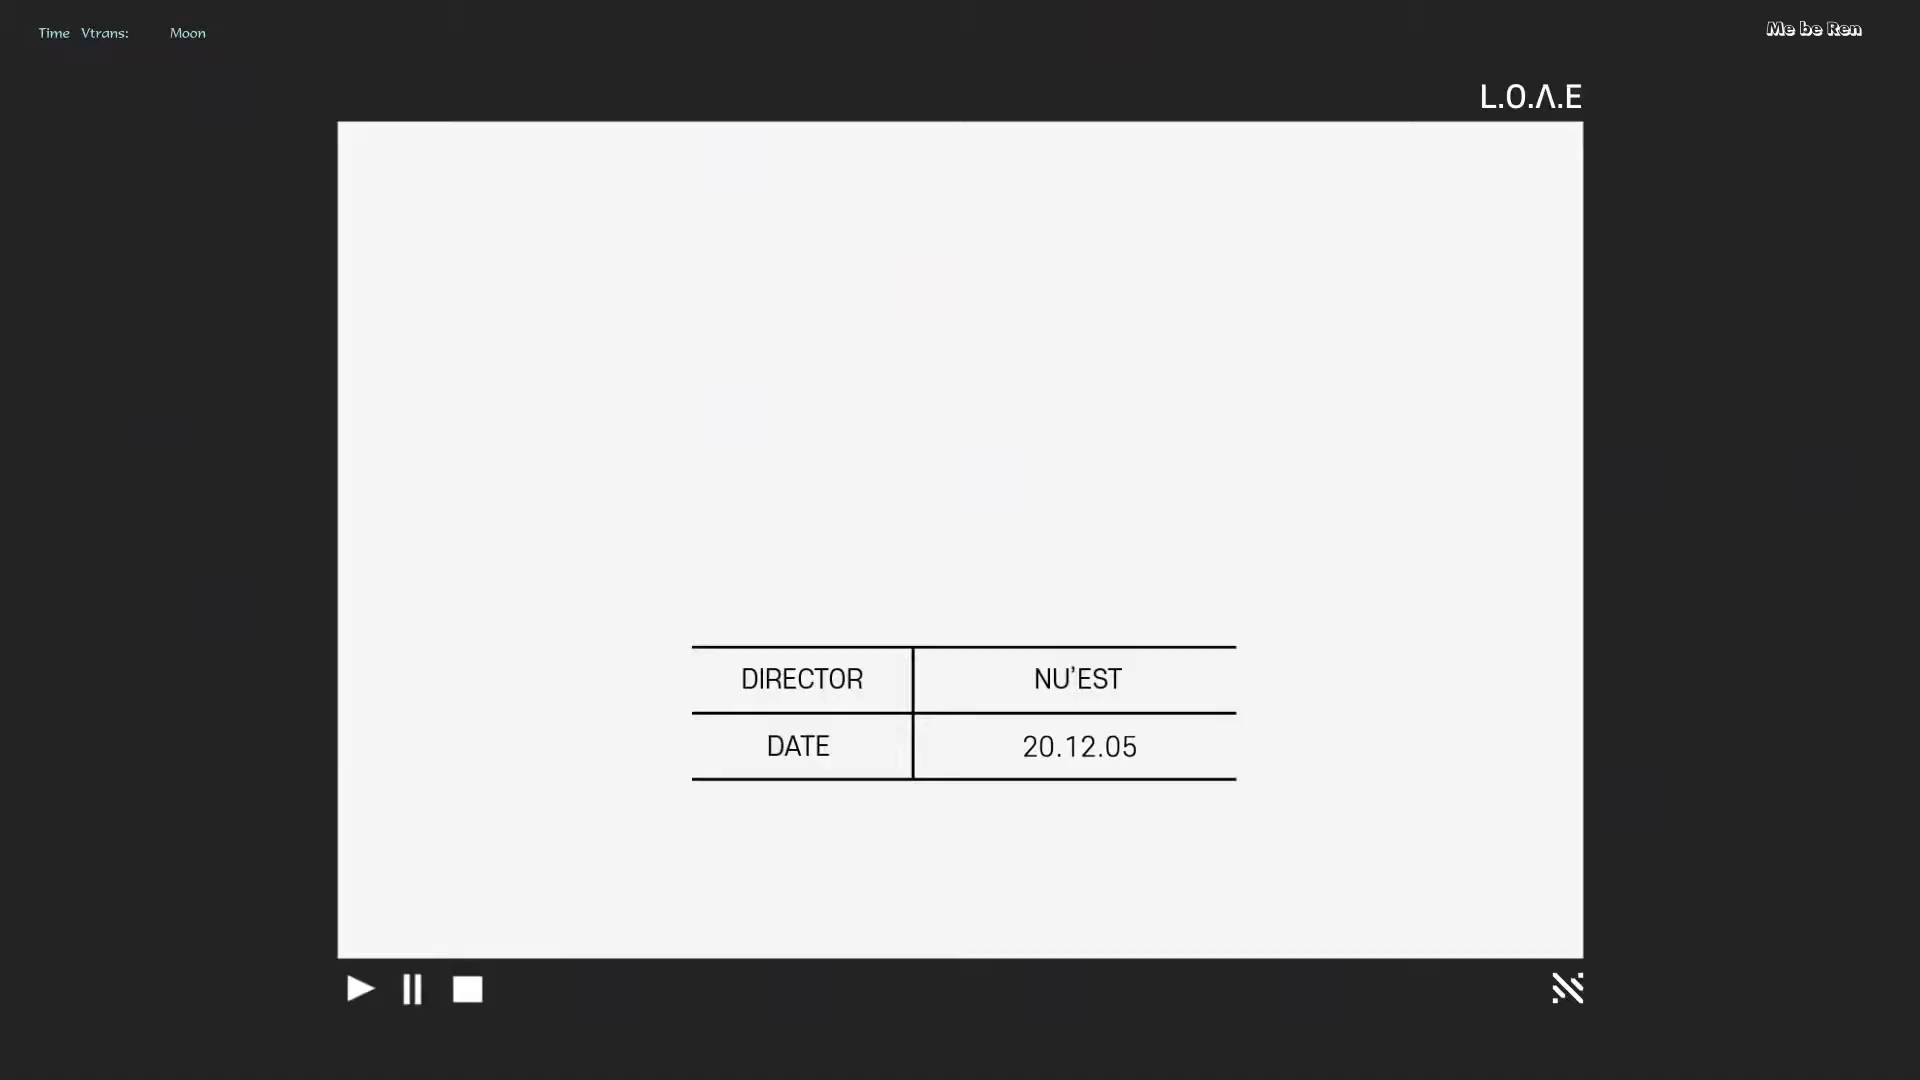 Time Vtrans: Moon
Me be Ren
L.O.Λ.E
DIRECTOR NU'EST
DATE 20.12.05